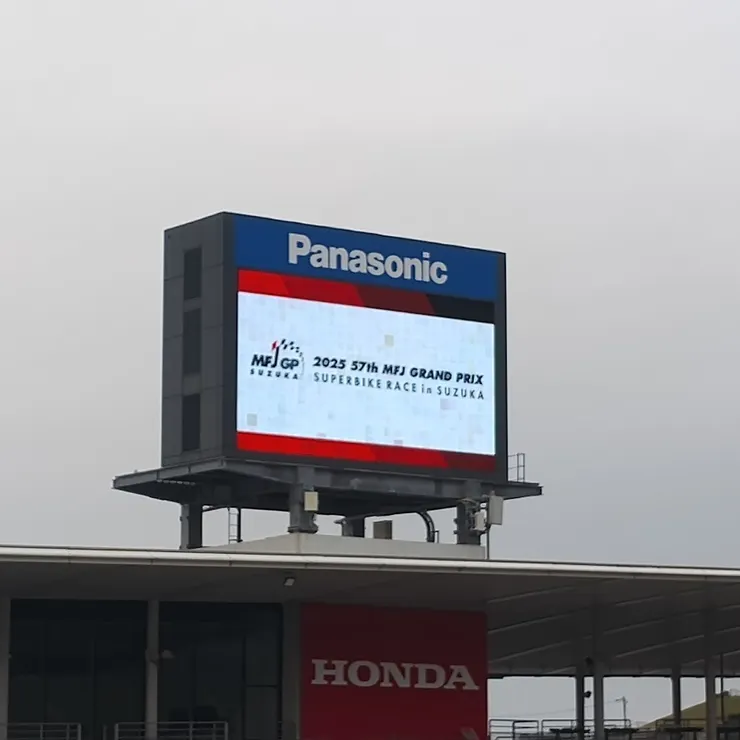 Panasonic
MFJ GP
SUZUKA
2025 57th MFJ GRAND PRIX
SUPERBIKE RACE in SUZUKA
HONDA